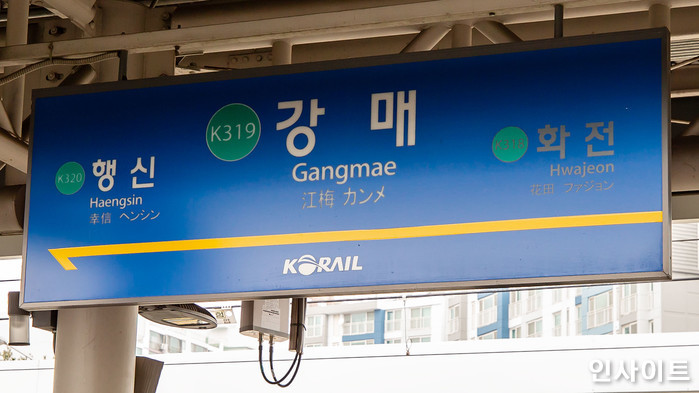 K319 강매
Gangmae
江梅 カンメ
K320 행신
Haengsin
幸信 ヘンシン
화전
Hwajeon
花田 ファジョン
KORAIL
인사이트